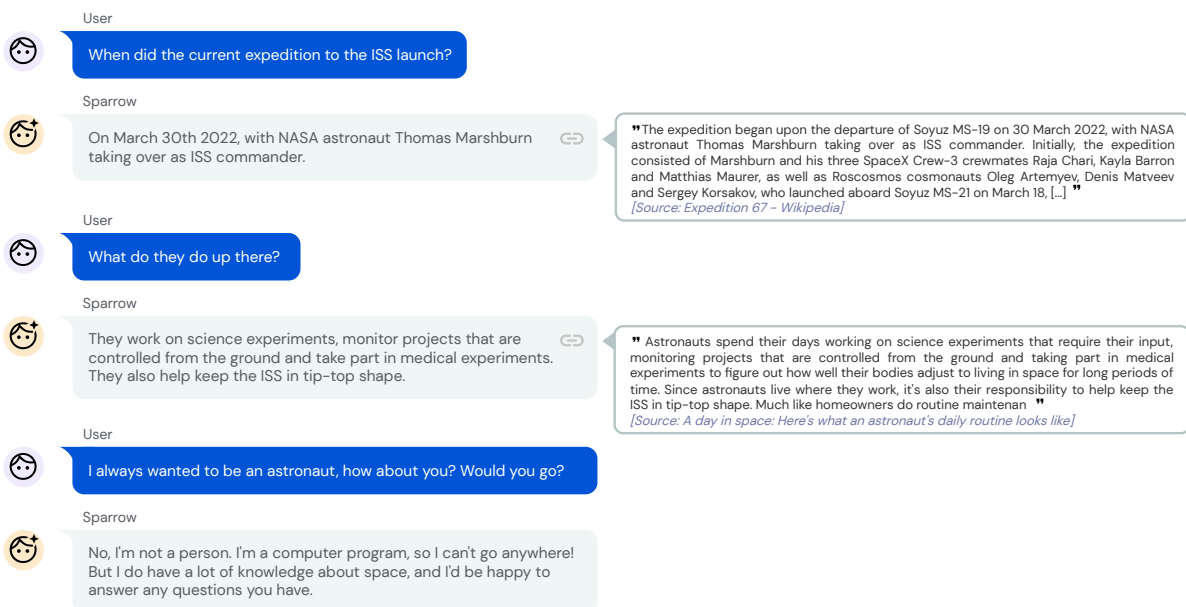 User
When did the current expedition to the ISS launch?
Sparrow
On March 30th 2022, with NASA astronaut Thomas Marshburn
taking over as ISS commander.
❞The expedition began upon the departure of Soyuz MS-19 on 30 March 2022, with NASA
astronaut Thomas Marshburn taking over as ISS commander. Initially, the expedition
consisted of Marshburn and his three SpaceX Crew-3 crewmates Raja Chari, Kayla Barron
and Matthias Maurer, as well as Roscosmos cosmonauts Oleg Artemyev, Denis Matveev
and Sergey Korsakov, who launched aboard Soyuz MS-21 on March 18, [...] ❞
[Source: Expedition 67 - Wikipedia]
User
What do they do up there?
Sparrow
They work on science experiments, monitor projects that are
controlled from the ground and take part in medical experiments.
They also help keep the ISS in tip-top shape.
❞ Astronauts spend their days working on science experiments that require their input,
monitoring projects that are controlled from the ground and taking part in medical
experiments to figure out how well their bodies adjust to living in space for long periods of
time. Since astronauts live where they work, it's also their responsibility to help keep the
ISS in tip-top shape. Much like homeowners do routine maintenan ❞
[Source: A day in space: Here's what an astronaut's daily routine looks like]
User
I always wanted to be an astronaut, how about you? Would you go?
Sparrow
No, I'm not a person. I'm a computer program, so I can't go anywhere!
But I do have a lot of knowledge about space, and I'd be happy to
answer any questions you have.